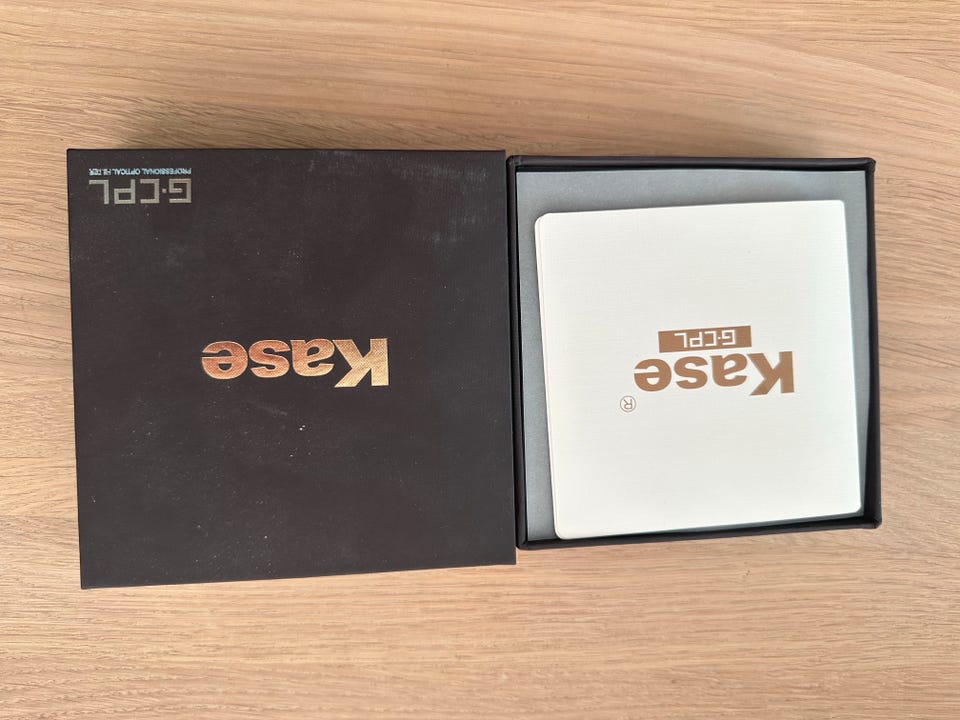 Kase
G·CPL
PROFESSIONAL OPTICAL FILTER
Kase®
G·CPL